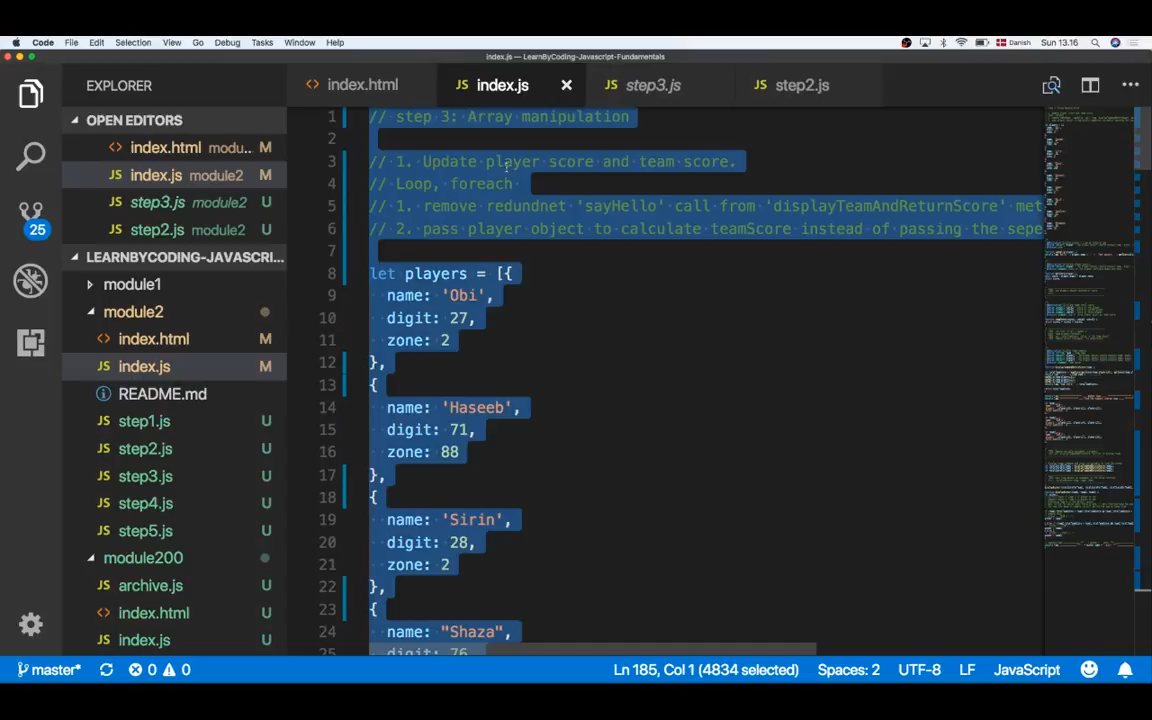 Code File Edit Selection View Go Debug Tasks Window Help Danish Sun 13.16
index.js — LearnByCoding-Javascript-Fundamentals
EXPLORER
OPEN EDITORS
index.html modu... M
index.js module2 M
step3.js module2 U
step2.js module2 U
LEARNBYCODING-JAVASCRI...
module1
module2
index.html M
index.js M
README.md
step1.js U
step2.js U
step3.js U
step4.js U
step5.js U
module200
archive.js U
index.html U
index.js U
25
index.html index.js step3.js step2.js
1 // step 3: Array manipulation
2
3 // 1. Update player score and team score.
4 // Loop, foreach
5 // 1. remove redundnet 'sayHello' call from 'displayTeamAndReturnScore' met
6 // 2. pass player object to calculate teamScore instead of passing the sepe
7
8 let players = [{
9 name: 'Obi',
10 digit: 27,
11 zone: 2
12 },
13 {
14 name: 'Haseeb',
15 digit: 71,
16 zone: 88
17 },
18 {
19 name: 'Sirin',
20 digit: 28,
21 zone: 2
22 },
23 {
24 name: "Shaza",
25 digit: 76,
master* 0 0 Ln 185, Col 1 (4834 selected) Spaces: 2 UTF-8 LF JavaScript